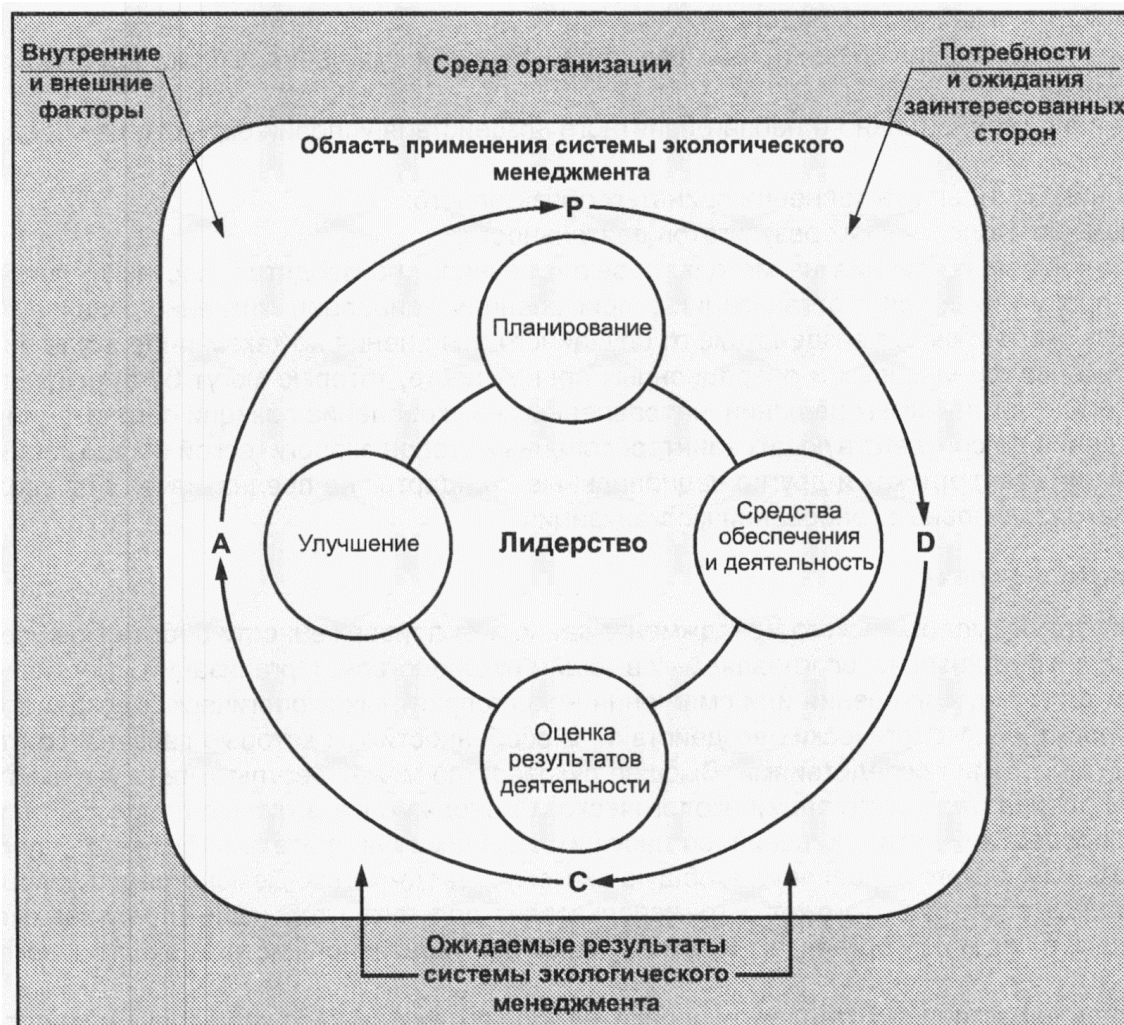 Внутренние
и внешние
факторы
Среда организации
Потребности
и ожидания
заинтересованных
сторон
Область применения системы экологического
менеджмента
P
Планирование
A
Улучшение
Лидерство
Средства
обеспечения
и деятельность
D
Оценка
результатов
деятельности
C
Ожидаемые результаты
системы экологического
менеджмента